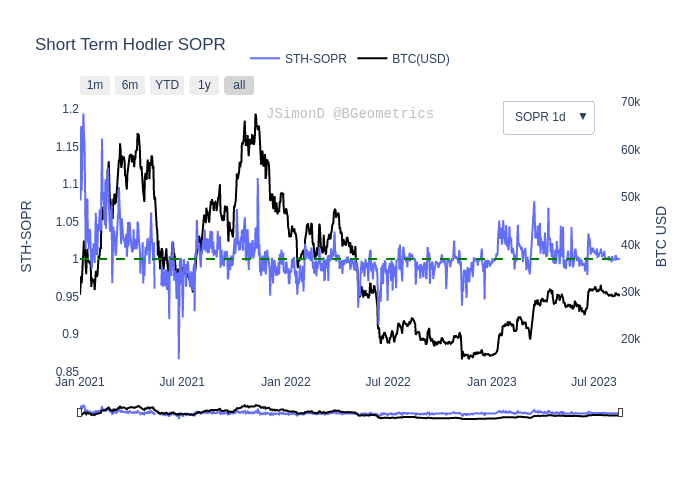 Short Term Hodler SOPR
STH-SOPR BTC(USD)
1m 6m YTD 1y all
JSimonD @BGeometrics
SOPR 1d ▼
1.2
1.15
1.1
1.05
1
0.95
0.9
0.85
STH-SOPR
70k
60k
50k
40k
30k
20k
BTC USD
Jan 2021 Jul 2021 Jan 2022 Jul 2022 Jan 2023 Jul 2023